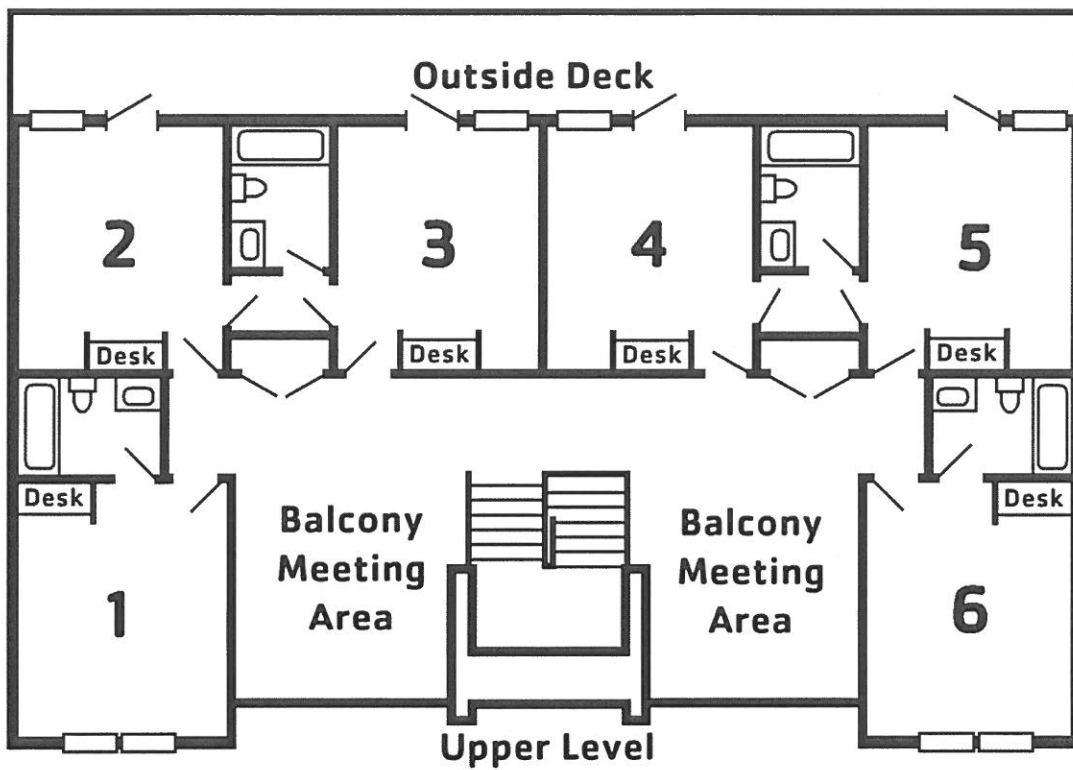 Outside Deck
2
3
4
5
Desk
Desk
Desk
Desk
Desk
Desk
Balcony
Meeting
Area
Balcony
Meeting
Area
1
6
Upper Level